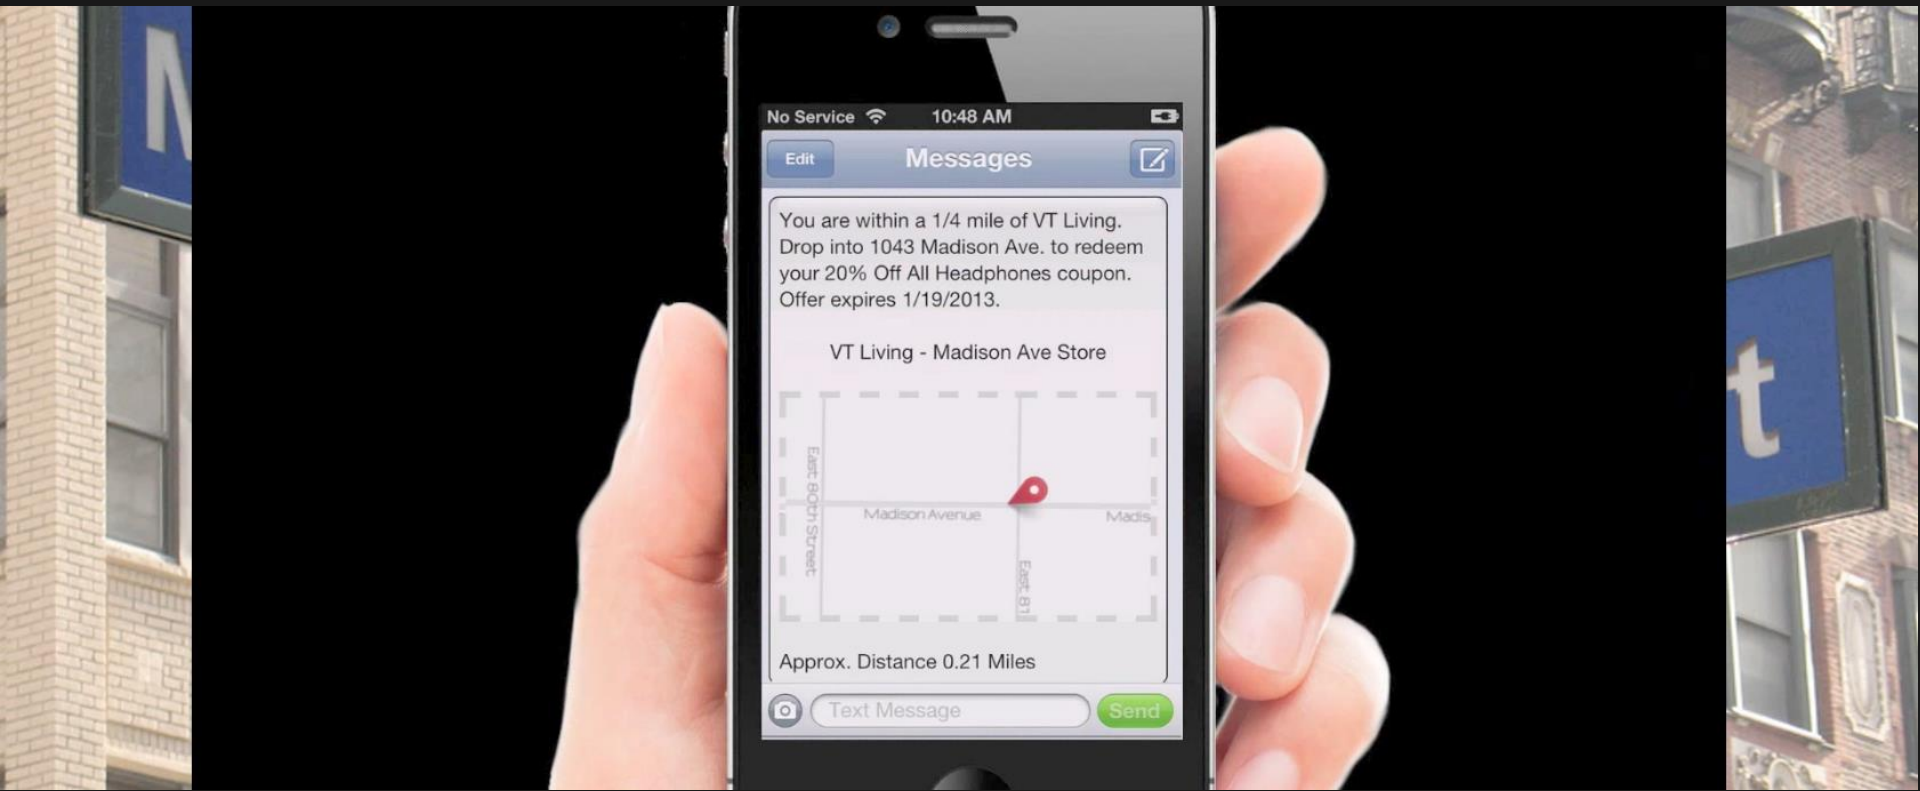 No Service 10:48 AM
Edit Messages
You are within a 1/4 mile of VT Living.
Drop into 1043 Madison Ave. to redeem
your 20% Off All Headphones coupon.
Offer expires 1/19/2013.
VT Living - Madison Ave Store
East 80th Street
Madison Avenue
Madis
East 81
Approx. Distance 0.21 Miles
Text Message Send
t